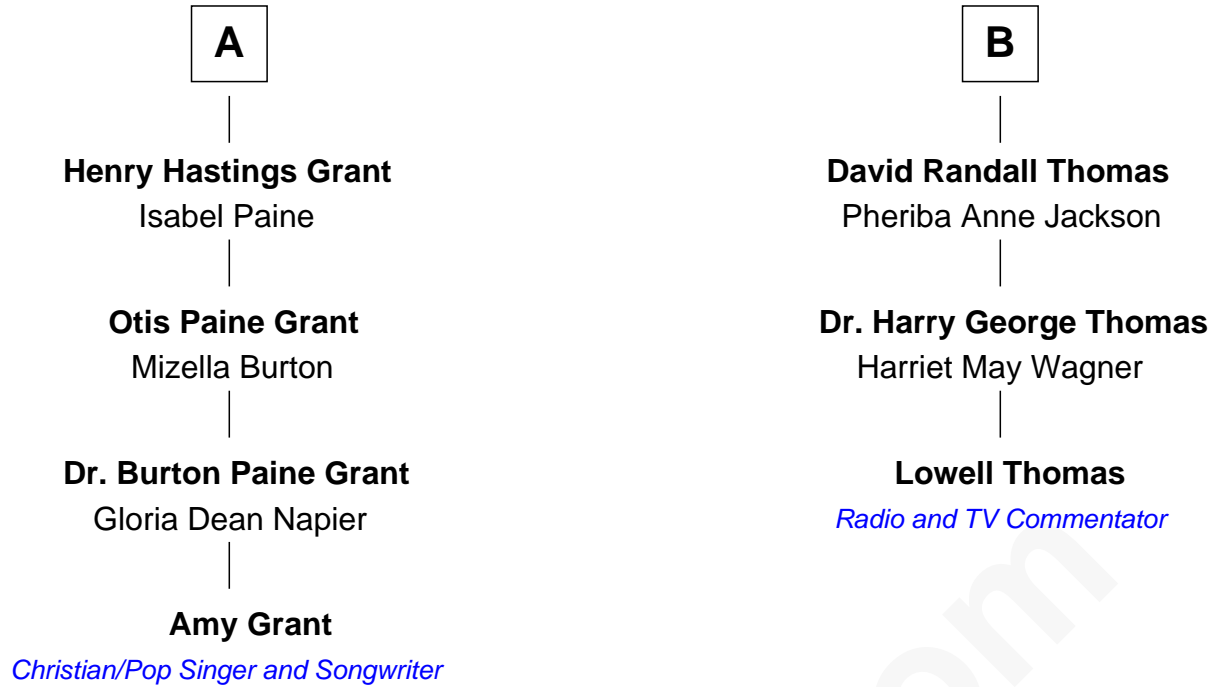 A
Henry Hastings Grant
Isabel Paine
Otis Paine Grant
Mizella Burton
Dr. Burton Paine Grant
Gloria Dean Napier
Amy Grant
Christian/Pop Singer and Songwriter
B
David Randall Thomas
Pheriba Anne Jackson
Dr. Harry George Thomas
Harriet May Wagner
Lowell Thomas
Radio and TV Commentator
om